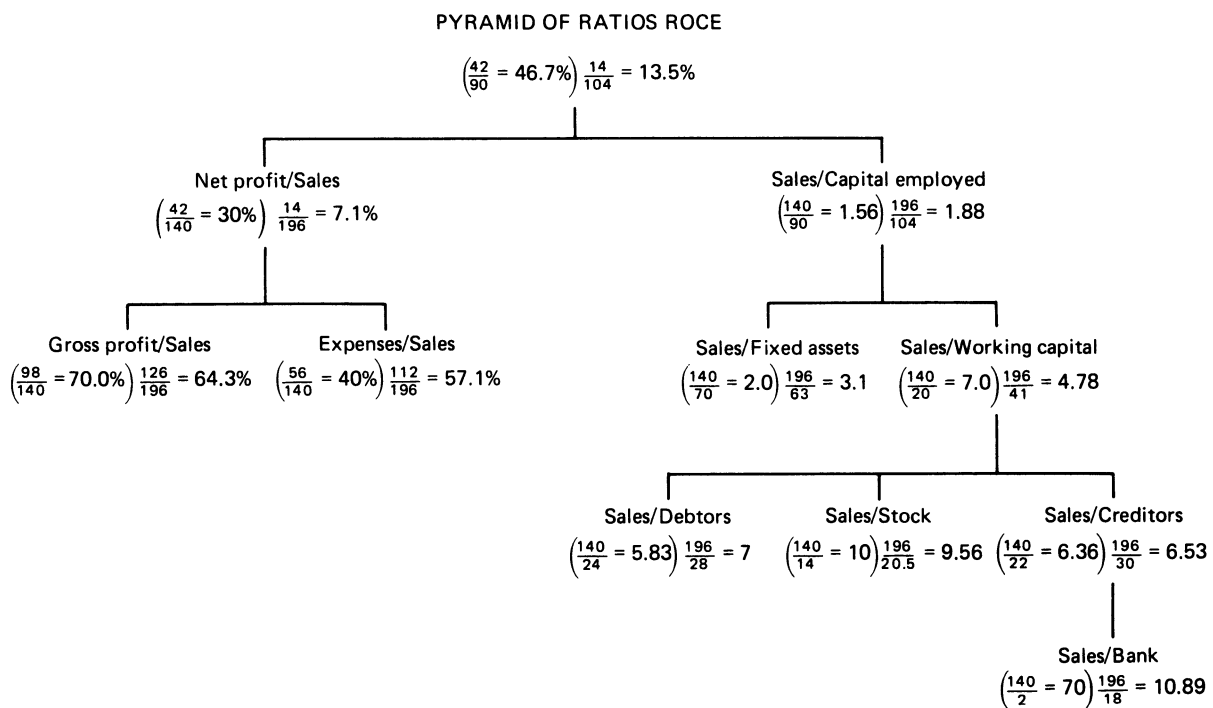 PYRAMID OF RATIOS ROCE
(42/90 = 46.7%) 14/104 = 13.5%
Net profit/Sales
(42/140 = 30%) 14/196 = 7.1%
Sales/Capital employed
(140/90 = 1.56) 196/104 = 1.88
Gross profit/Sales
(98/140 = 70.0%) 126/196 = 64.3%
Expenses/Sales
(56/140 = 40%) 112/196 = 57.1%
Sales/Fixed assets
(140/70 = 2.0) 196/63 = 3.1
Sales/Working capital
(140/20 = 7.0) 196/41 = 4.78
Sales/Debtors
(140/24 = 5.83) 196/28 = 7
Sales/Stock
(140/14 = 10) 196/20.5 = 9.56
Sales/Creditors
(140/22 = 6.36) 196/30 = 6.53
Sales/Bank
(140/2 = 70) 196/18 = 10.89